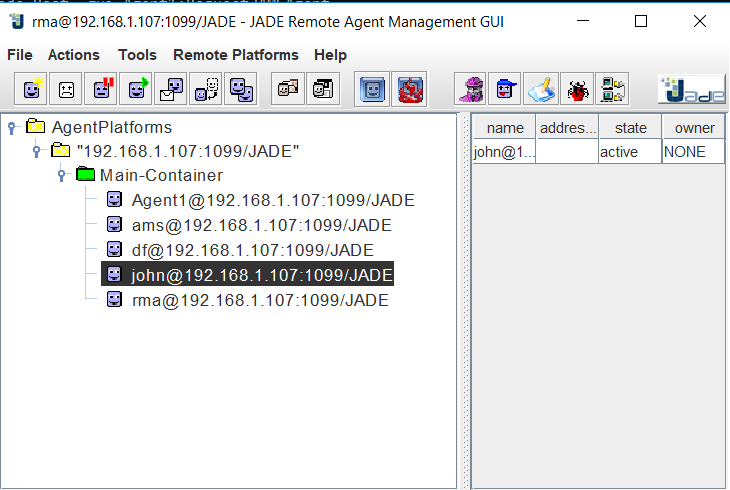 rma@192.168.1.107:1099/JADE - JADE Remote Agent Management GUI
File Actions Tools Remote Platforms Help
Jade
AgentPlatforms
"192.168.1.107:1099/JADE"
Main-Container
Agent1@192.168.1.107:1099/JADE
ams@192.168.1.107:1099/JADE
df@192.168.1.107:1099/JADE
john@192.168.1.107:1099/JADE
rma@192.168.1.107:1099/JADE
name addres... state owner
john@1... active NONE